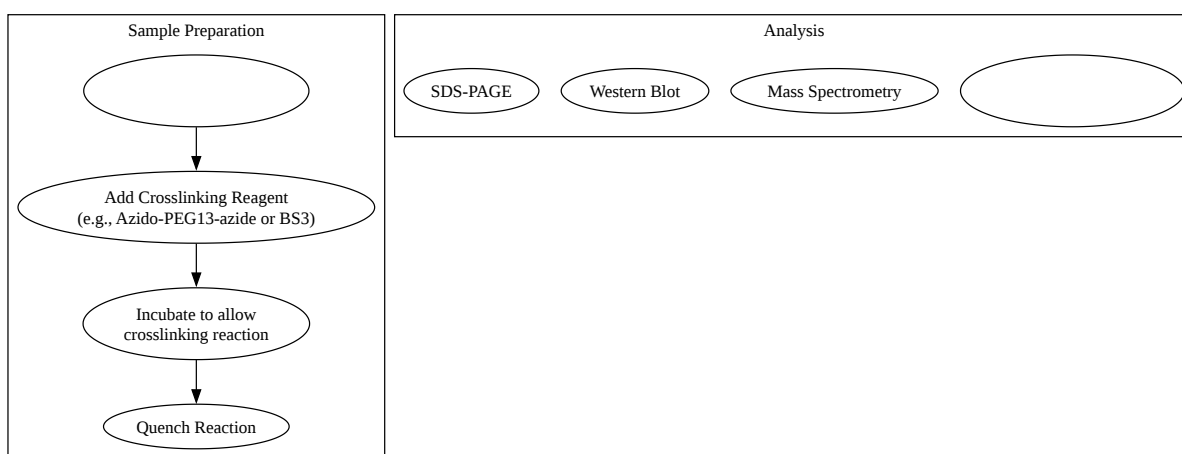 Sample Preparation
Add Crosslinking Reagent
(e.g., Azido-PEG13-azide or BS3)
Incubate to allow
crosslinking reaction
Quench Reaction
Analysis
SDS-PAGE
Western Blot
Mass Spectrometry